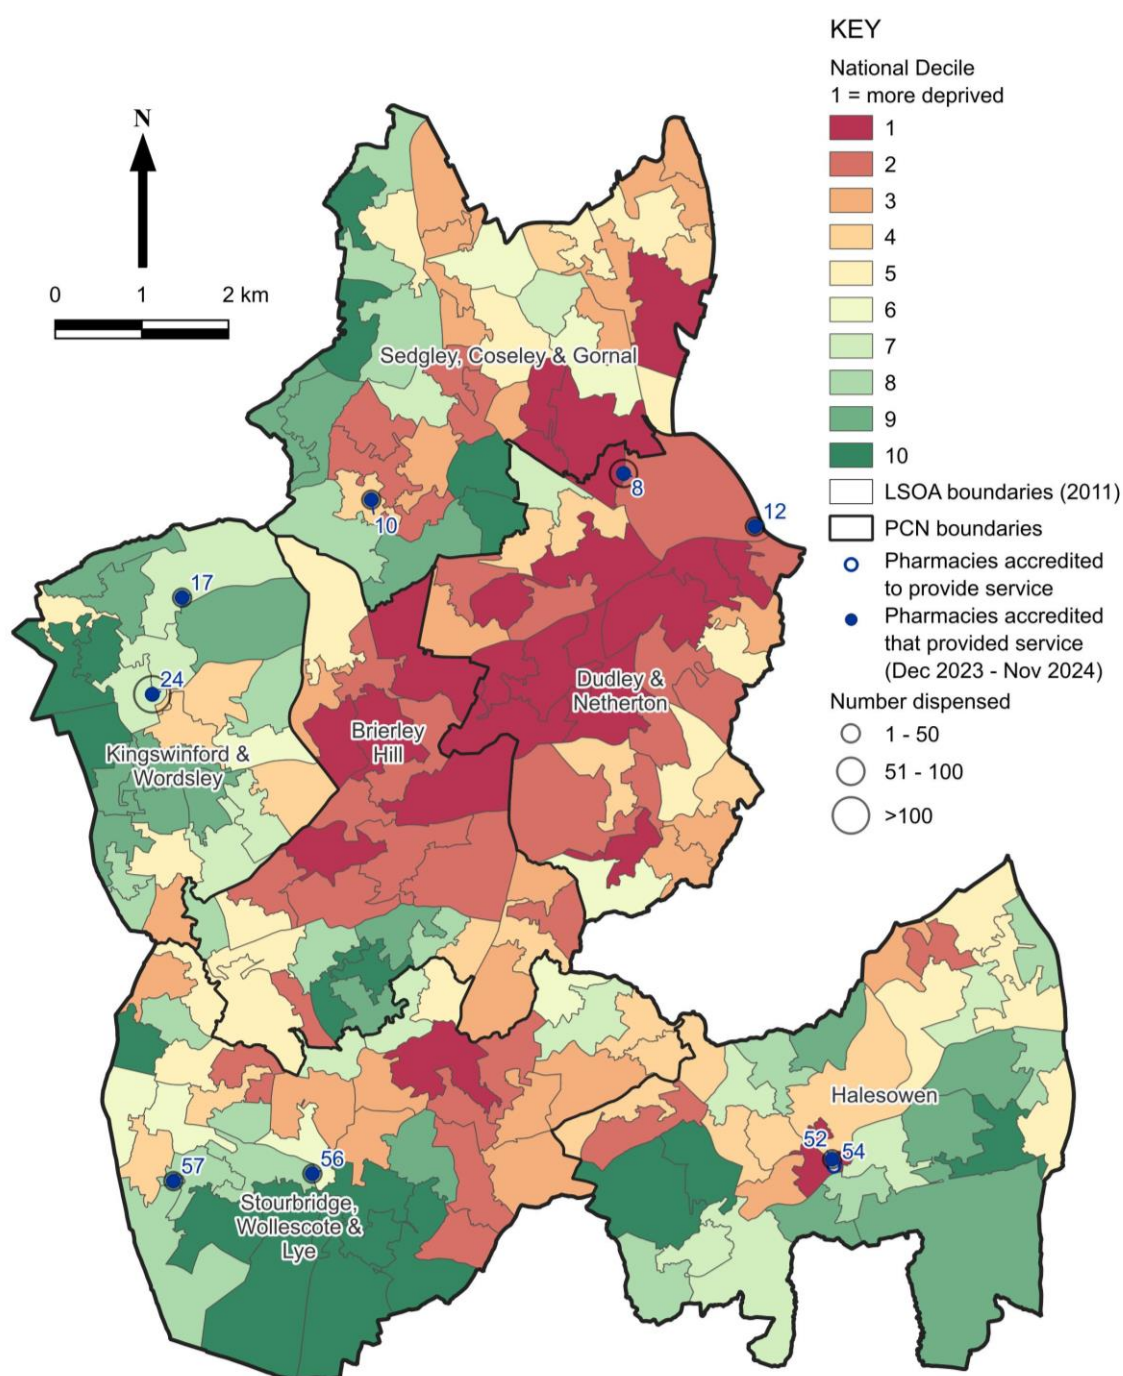 KEY
National Decile
1 = more deprived
1
2
3
4
5
6
7
8
9
10
LSOA boundaries (2011)
PCN boundaries
Pharmacies accredited
to provide service
Pharmacies accredited
that provided service
(Dec 2023 - Nov 2024)
Number dispensed
1 - 50
51 - 100
>100
N
0 1 2 km
Sedgley, Coseley & Gornal
8
10
12
17
24
Dudley &
Netherton
Brierley
Hill
Kingswinford &
Wordsley
Halesowen
52
54
56
57
Stourbridge,
Wollescote &
Lye